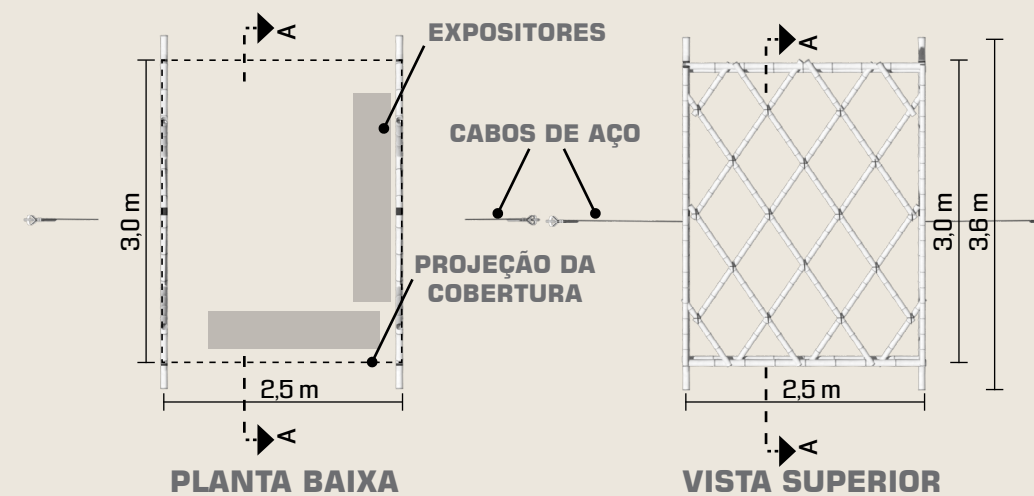 A
EXPOSITORES
A
CABOS DE AÇO
3,0 m
3,0 m
3,6 m
PROJEÇÃO DA
COBERTURA
2,5 m
2,5 m
A
A
PLANTA BAIXA
VISTA SUPERIOR